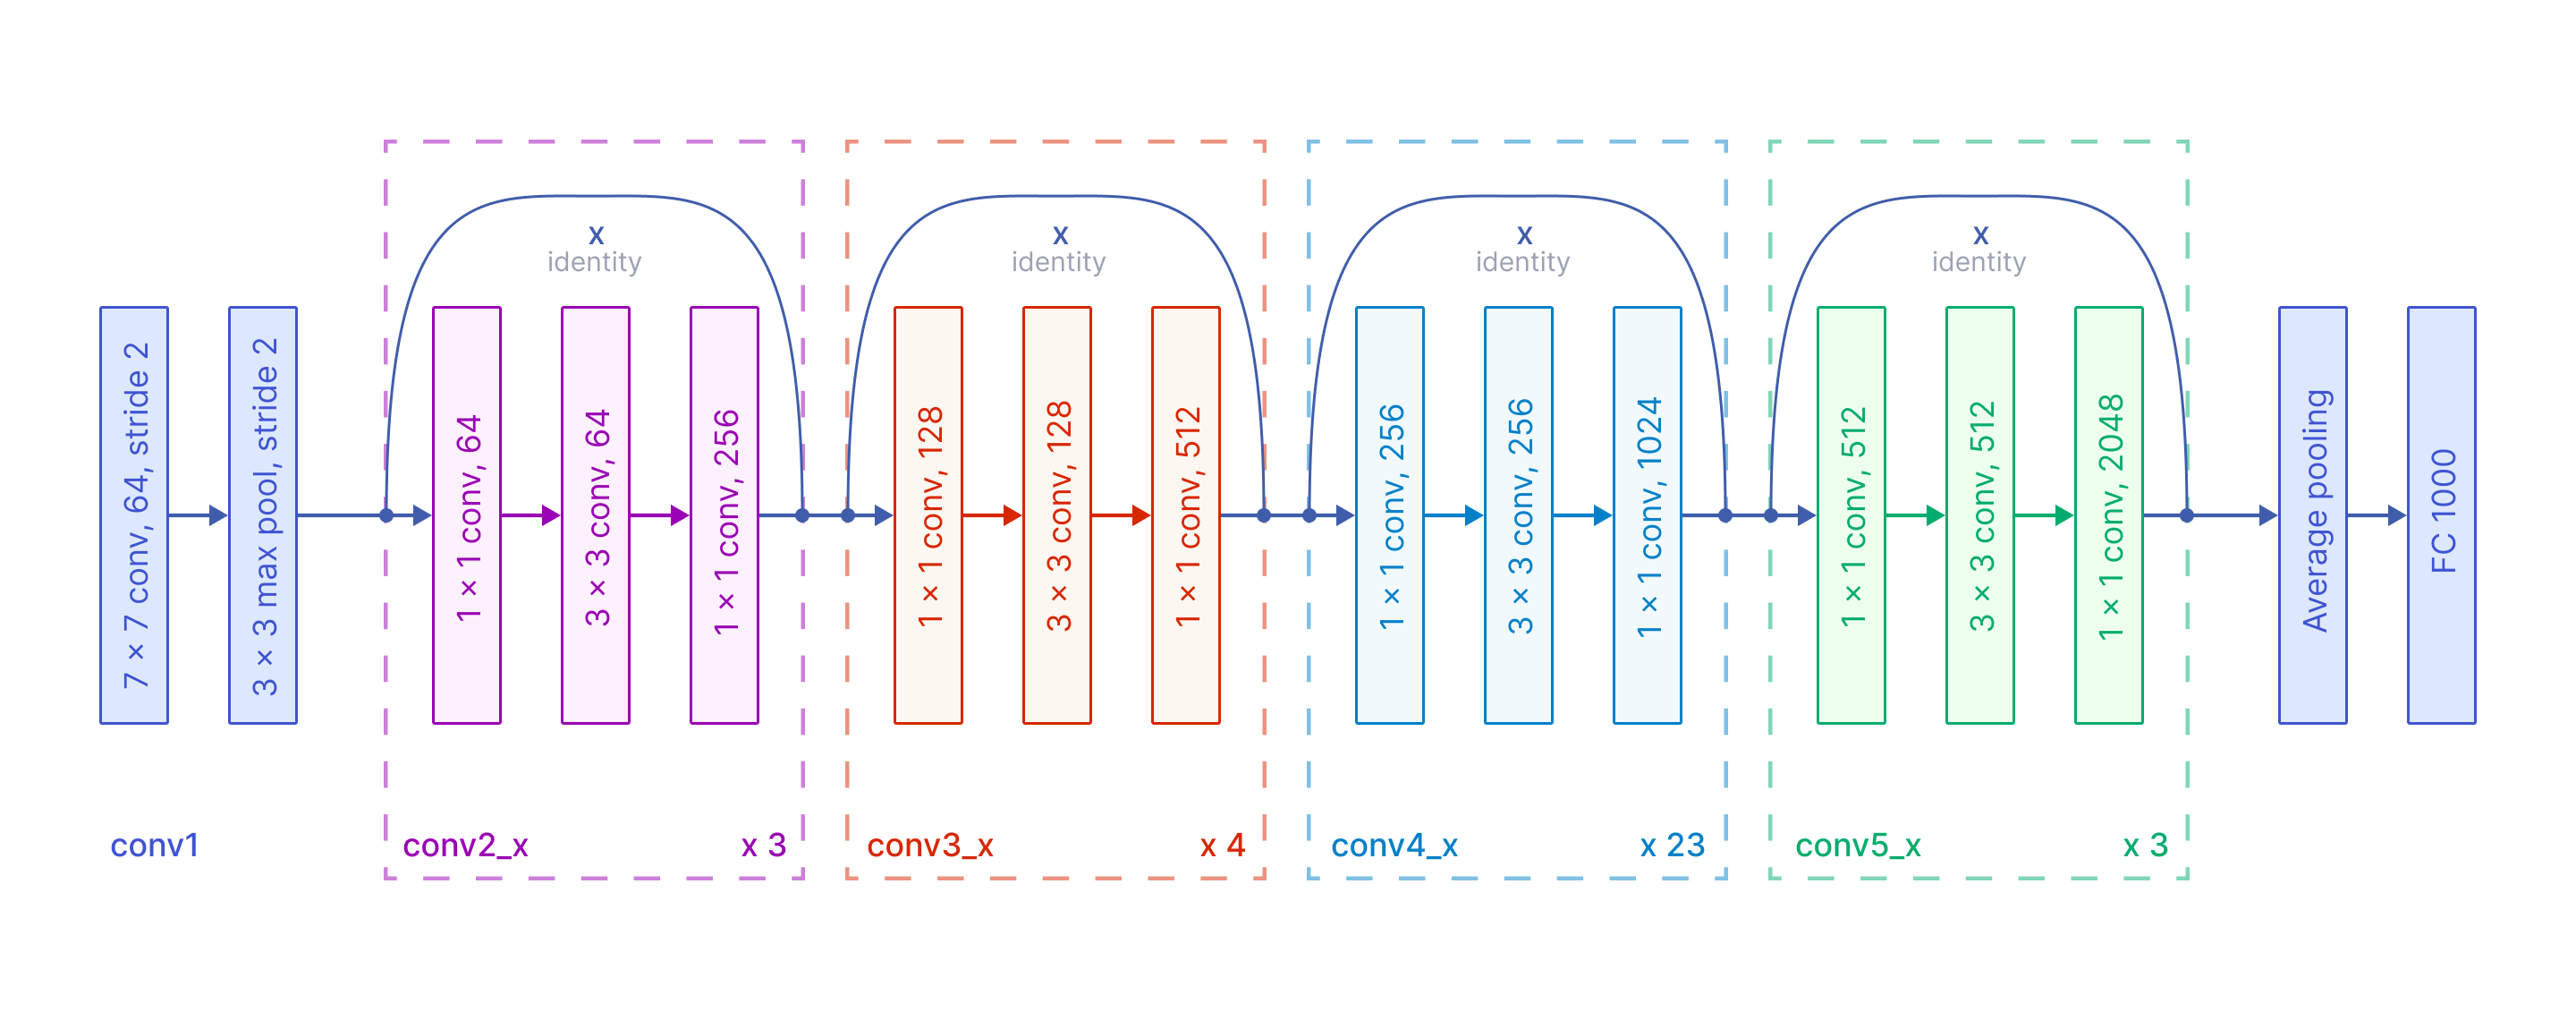 7 × 7 conv, 64, stride 2
3 × 3 max pool, stride 2
conv1
x
identity
1 × 1 conv, 64
3 × 3 conv, 64
1 × 1 conv, 256
conv2_x
x 3
x
identity
1 × 1 conv, 128
3 × 3 conv, 128
1 × 1 conv, 512
conv3_x
x 4
x
identity
1 × 1 conv, 256
3 × 3 conv, 256
1 × 1 conv, 1024
conv4_x
x 23
x
identity
1 × 1 conv, 512
3 × 3 conv, 512
1 × 1 conv, 2048
conv5_x
x 3
Average pooling
FC 1000